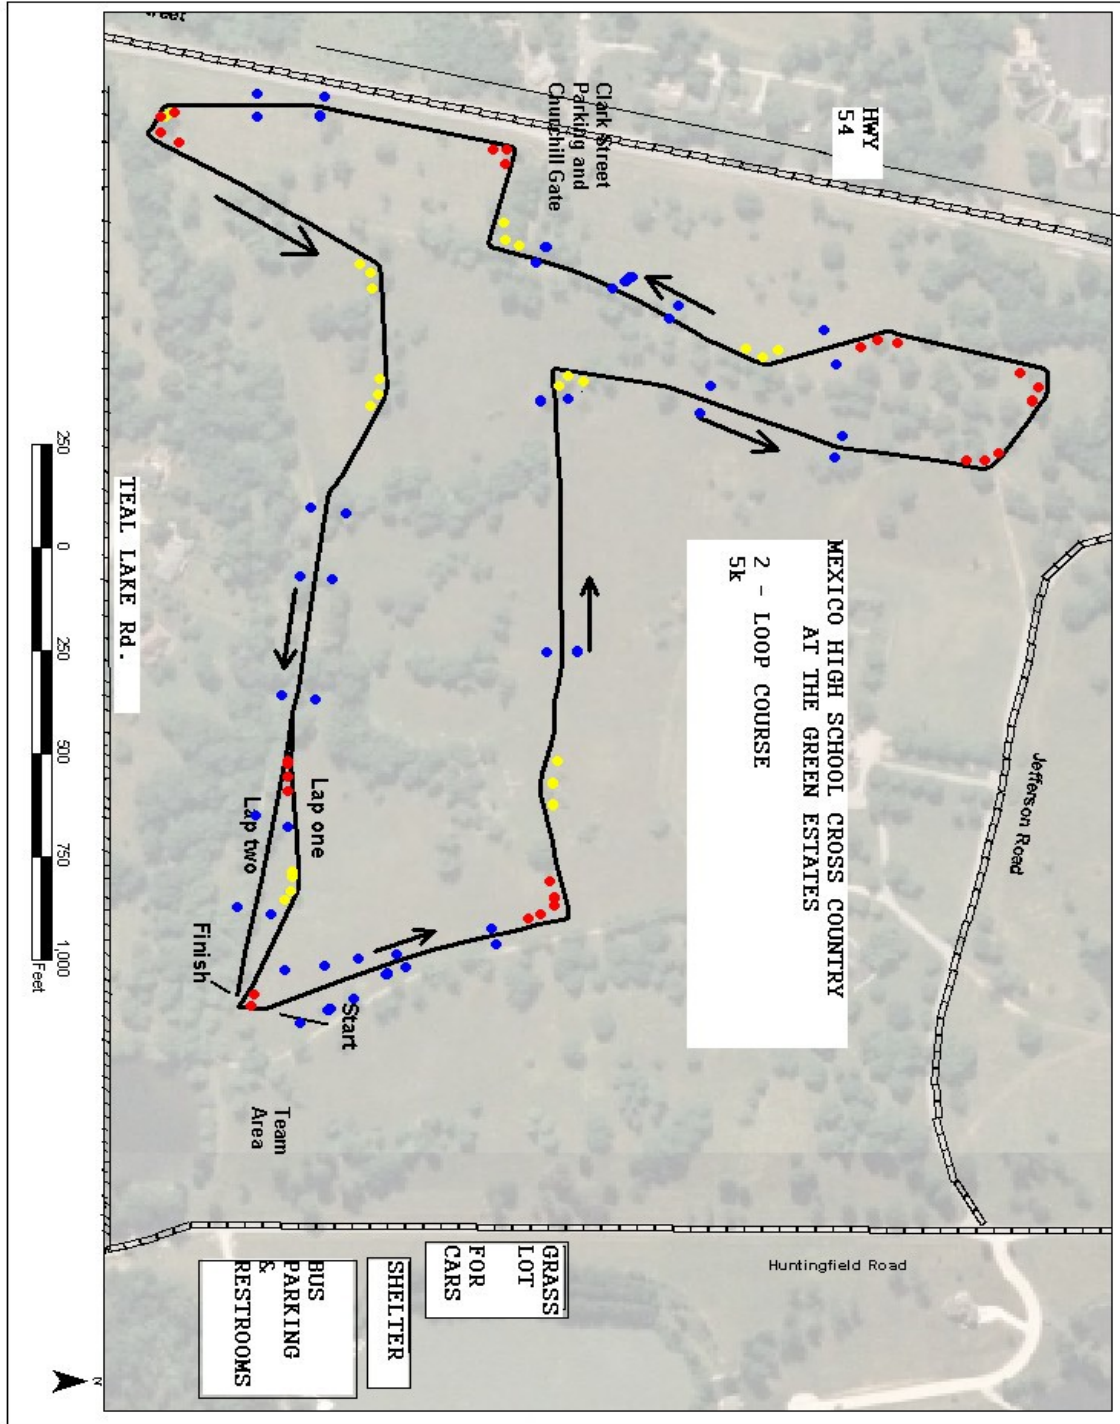 HWY
54
Clark Street
Parking and
Churchill Gate
MEXICO HIGH SCHOOL CROSS COUNTRY
AT THE GREEN ESTATES
2 - LOOP COURSE
5k
Jefferson Road
TEAL LAKE Rd.
250
0
250
500
750
1,000
Feet
Lap one
Lap two
Finish
Start
Team
Area
Huntingfield Road
GRASS
LOT
FOR
CARS
SHELTER
BUS
PARKING
&
RESTROOMS